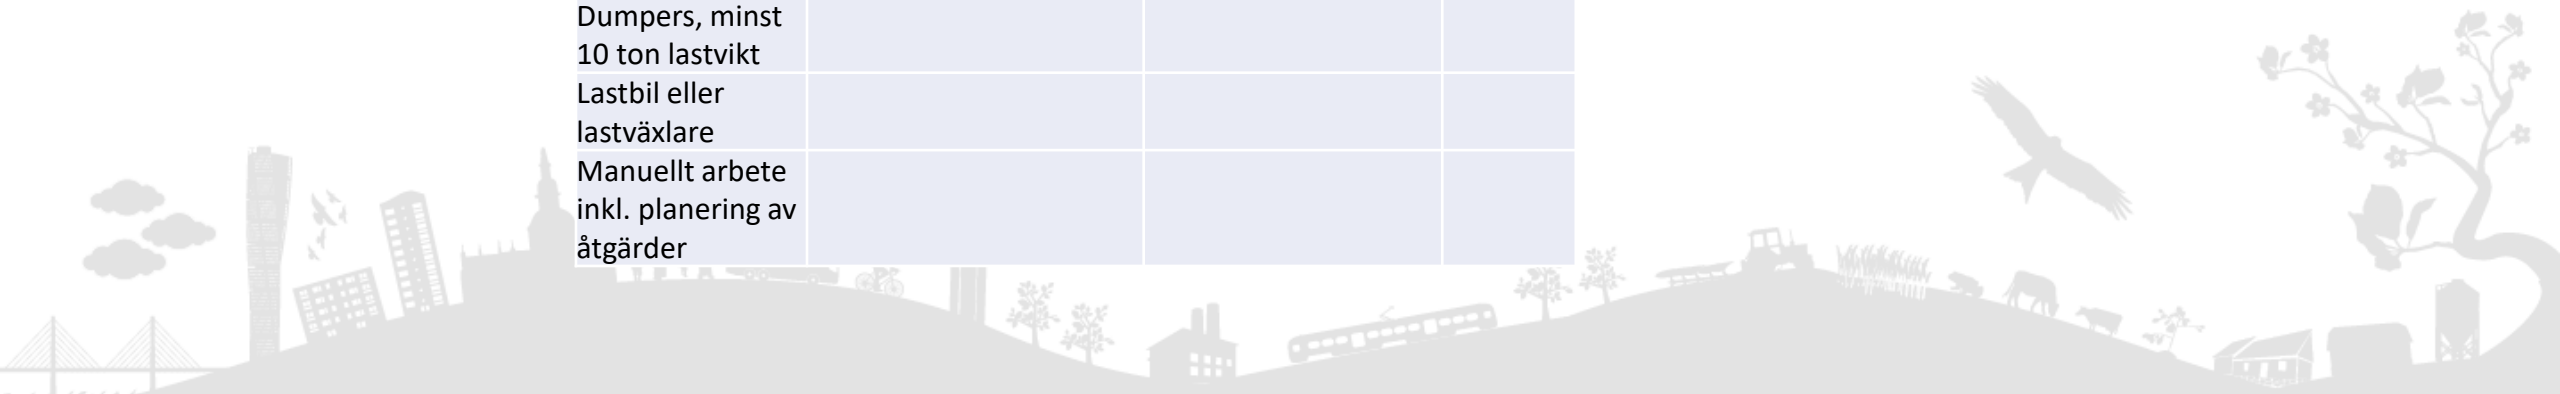 Dumpers, minst
10 ton lastvikt
Lastbil eller
lastväxlare
Manuellt arbete
inkl. planering av
åtgärder